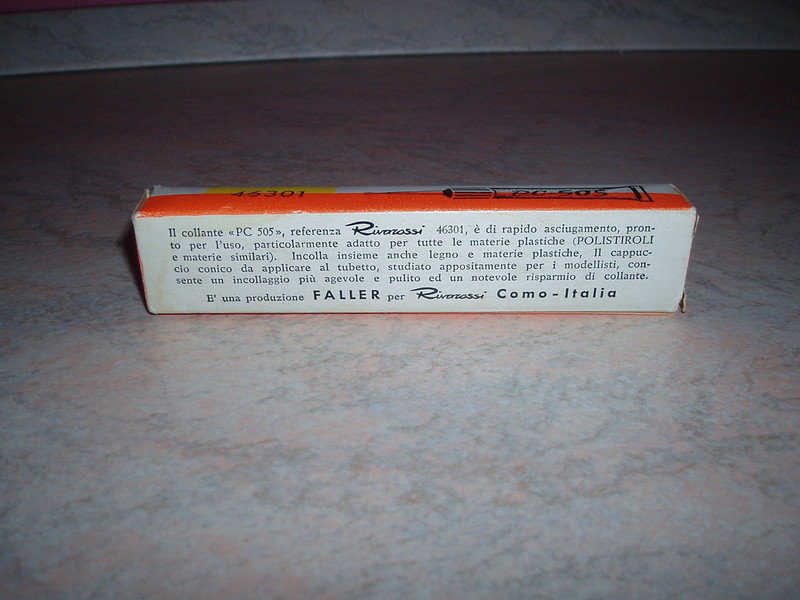 46301 PC 505
Il collante «PC 505», referenza Rivarossi 46301, è di rapido asciugamento, pron-
to per l'uso, particolarmente adatto per tutte le materie plastiche (POLISTIROLI
e materie similari). Incolla insieme anche legno e materie plastiche, Il cappuc-
cio conico da applicare al tubetto, studiato appositamente per i modellisti, con-
sente un incollaggio più agevole e pulito ed un notevole risparmio di collante.
E' una produzione FALLER per Rivarossi Como-Italia